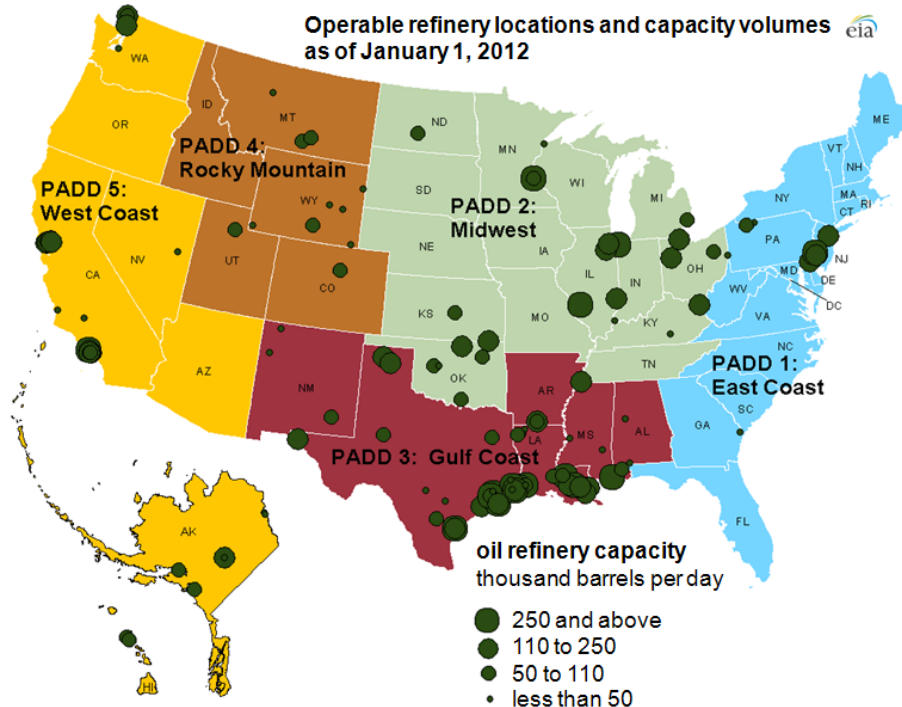 Operable refinery locations and capacity volumes
as of January 1, 2012
eia
WA
OR
ID
MT
PADD 4:
Rocky Mountain
WY
ND
SD
NE
MN
WI
MI
PADD 2:
Midwest
IA
IL
IN
OH
KS
MO
KY
OK
TN
PADD 5:
West Coast
CA
NV
UT
CO
AZ
NM
AR
LA
MS
AL
PADD 3: Gulf Coast
ME
VT
NH
NY
MA
RI
CT
PA
NJ
DE
MD
DC
WV
VA
NC
PADD 1:
East Coast
SC
GA
FL
AK
HI
oil refinery capacity
thousand barrels per day
250 and above
110 to 250
50 to 110
less than 50